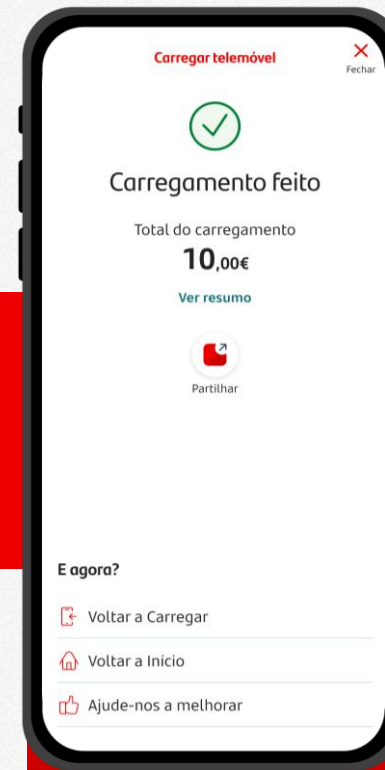 Carregar telemóvel
Fechar
Carregamento feito
Total do carregamento
10,00€
Ver resumo
Partilhar
E agora?
Voltar a Carregar
Voltar a Início
Ajude-nos a melhorar